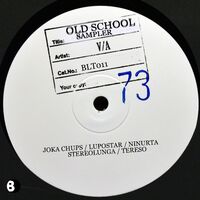 Title: OLD SCHOOL
SAMPLER
Artist: V/A
Cat.No.: BLT011
Your copy: 73
JOKA CHUPS / LUPOSTAR / NINURTA
STEREOLUNGA / TERESO
B